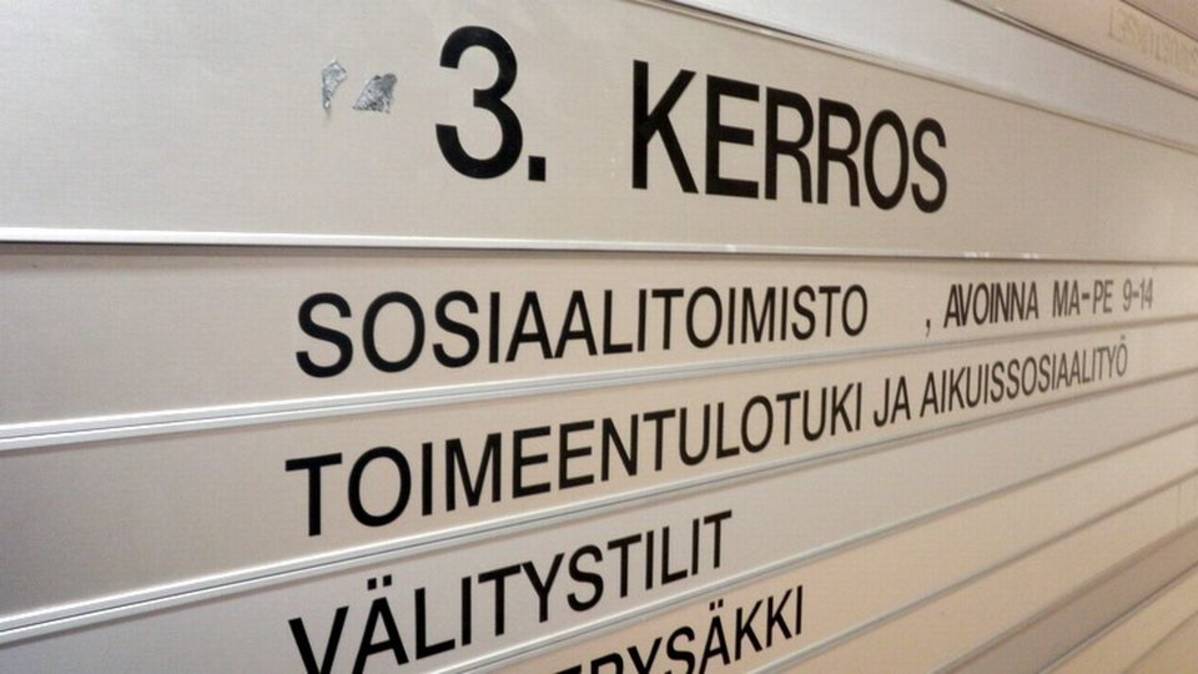 3. KERROS
SOSIAALITOIMISTO , AVOINNA MA-PE 9-14
TOIMEENTULOTUKI JA AIKUISSOSIAALITYÖ
VÄLITYSTILIT